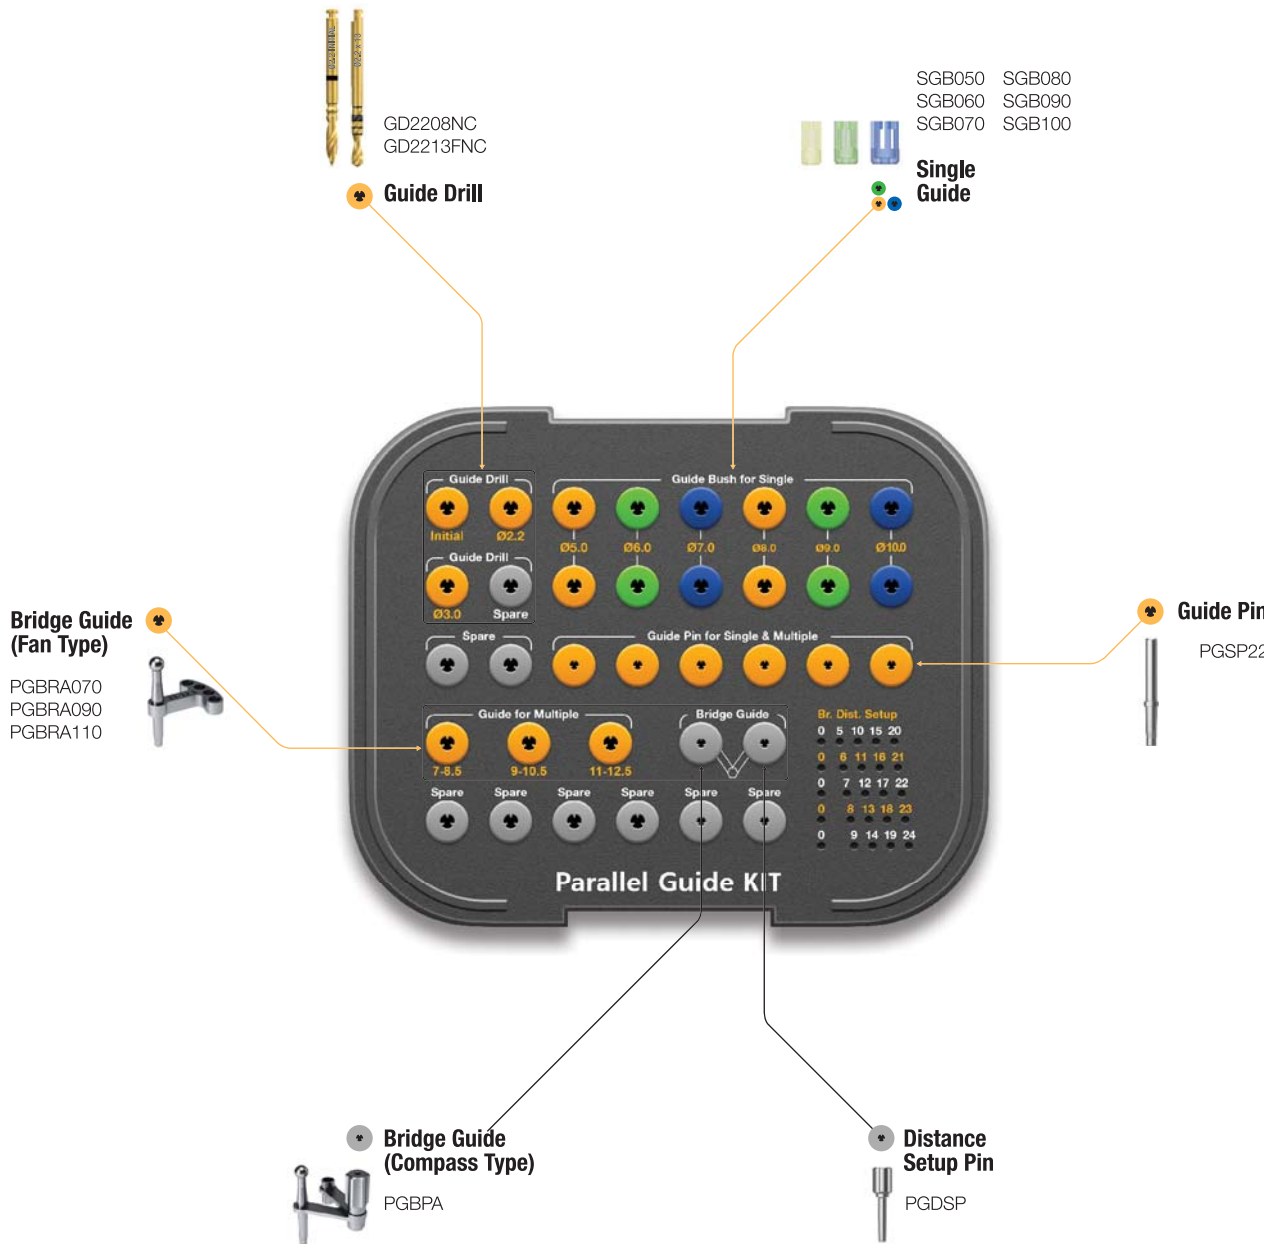 GD2208NC
GD2213FNC
Guide Drill
SGB050 SGB080
SGB060 SGB090
SGB070 SGB100
Single
Guide
Guide Drill
Initial Ø2.2
Guide Drill
Ø3.0 Spare
Guide Bush for Single
Ø5.0 Ø6.0 Ø7.0 Ø8.0 Ø9.0 Ø10.0
Spare
Guide Pin for Single & Multiple
Bridge Guide
(Fan Type)
PGBRA070
PGBRA090
PGBRA110
Guide Pin
PGSP22
Guide for Multiple
7-8.5 9-10.5 11-12.5
Bridge Guide
Br. Dist. Setup
0 5 10 15 20
0 6 11 16 21
0 7 12 17 22
0 8 13 18 23
0 9 14 19 24
Spare Spare Spare Spare Spare Spare
Parallel Guide KIT
Bridge Guide
(Compass Type)
PGBPA
Distance
Setup Pin
PGDSP